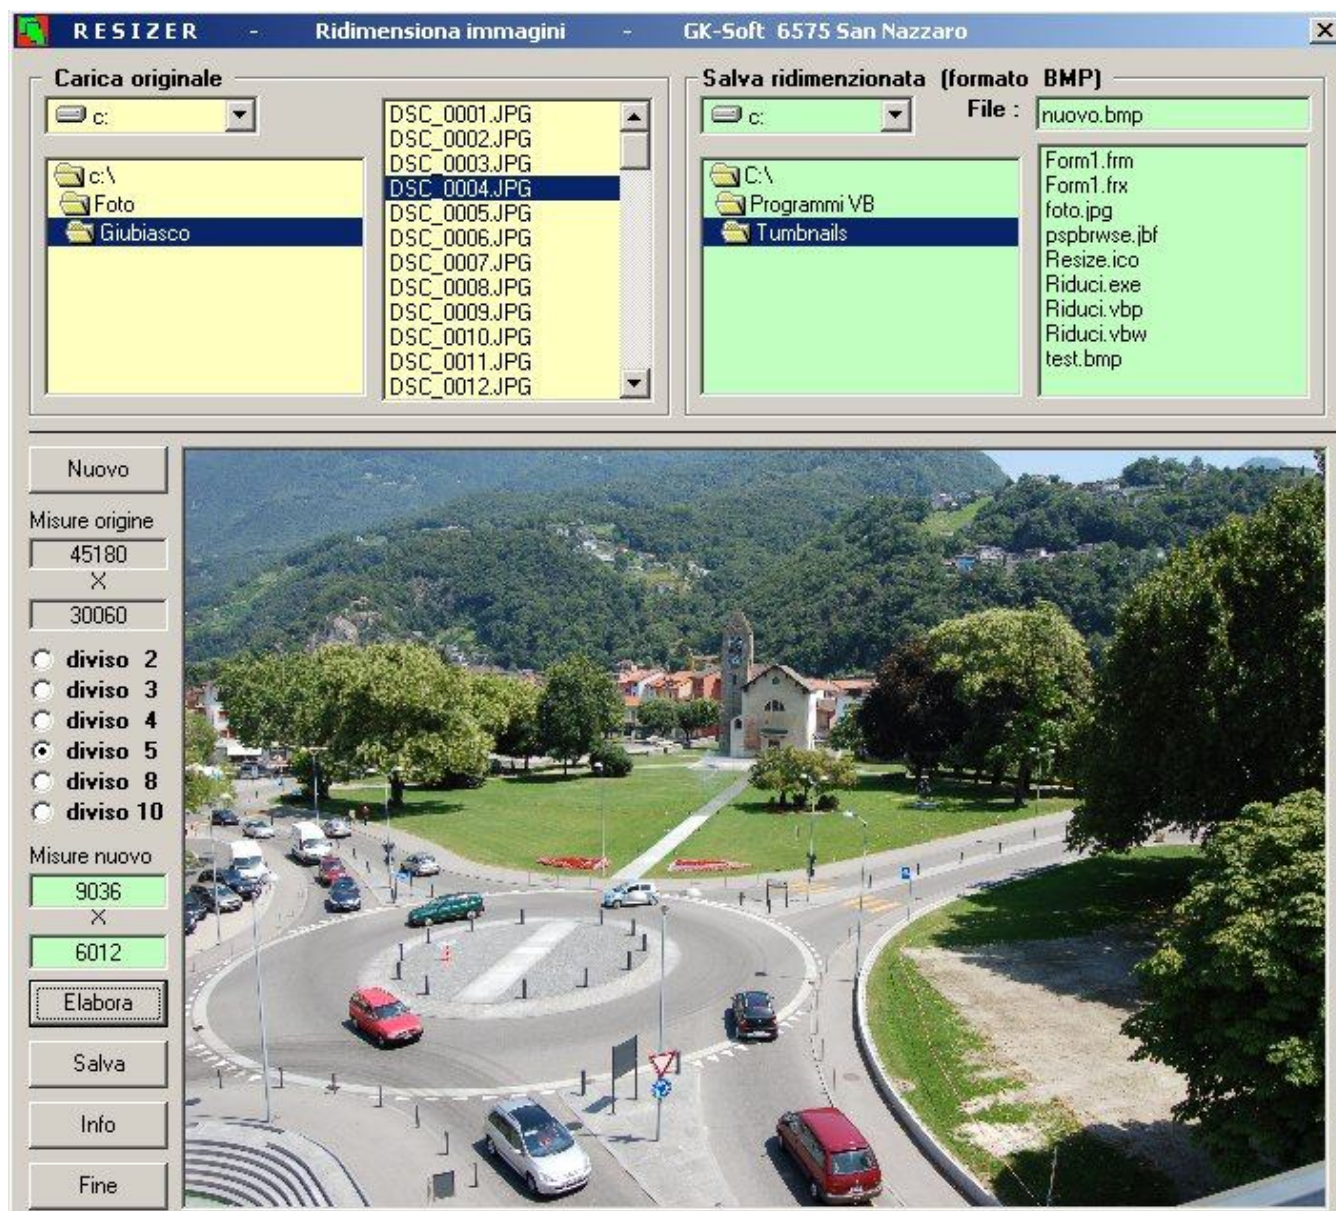 RESIZER - Ridimensiona immagini - GK-Soft 6575 San Nazzaro
Carica originale
c:
c:\
Foto
Giubiasco
DSC_0001.JPG
DSC_0002.JPG
DSC_0003.JPG
DSC_0004.JPG
DSC_0005.JPG
DSC_0006.JPG
DSC_0007.JPG
DSC_0008.JPG
DSC_0009.JPG
DSC_0010.JPG
DSC_0011.JPG
DSC_0012.JPG
Salva ridimenzionata (formato BMP)
c:
File :
nuovo.bmp
C:\
Programmi VB
Tumbnails
Form1.frm
Form1.frx
foto.jpg
pspbrwse.jbf
Resize.ico
Riduci.exe
Riduci.vbp
Riduci.vbw
test.bmp
Nuovo
Misure origine
45180
X
30060
diviso 2
diviso 3
diviso 4
diviso 5
diviso 8
diviso 10
Misure nuovo
9036
X
6012
Elabora
Salva
Info
Fine